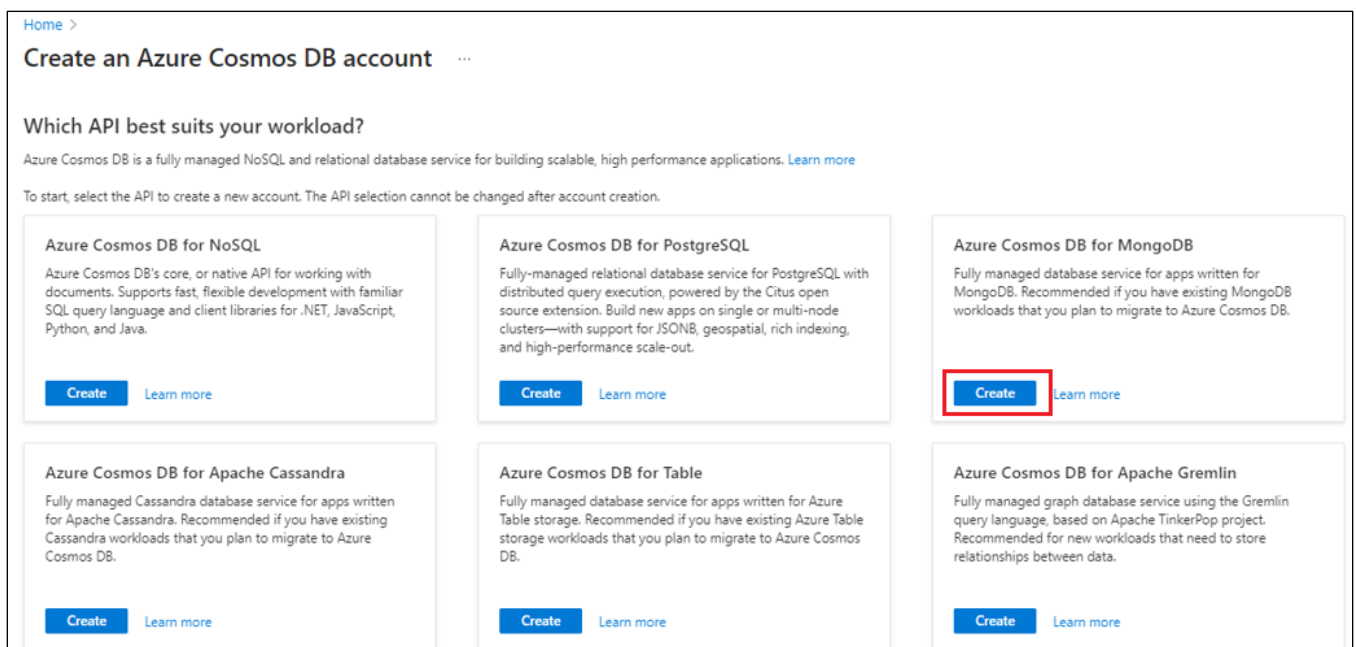 Home >
Create an Azure Cosmos DB account ...
Which API best suits your workload?
Azure Cosmos DB is a fully managed NoSQL and relational database service for building scalable, high performance applications. Learn more
To start, select the API to create a new account. The API selection cannot be changed after account creation.
Azure Cosmos DB for NoSQL
Azure Cosmos DB's core, or native API for working with
documents. Supports fast, flexible development with familiar
SQL query language and client libraries for .NET, JavaScript,
Python, and Java.
Create Learn more
Azure Cosmos DB for PostgreSQL
Fully-managed relational database service for PostgreSQL with
distributed query execution, powered by the Citus open
source extension. Build new apps on single or multi-node
clusters—with support for JSONB, geospatial, rich indexing,
and high-performance scale-out.
Create Learn more
Azure Cosmos DB for MongoDB
Fully managed database service for apps written for
MongoDB. Recommended if you have existing MongoDB
workloads that you plan to migrate to Azure Cosmos DB.
Create Learn more
Azure Cosmos DB for Apache Cassandra
Fully managed Cassandra database service for apps written
for Apache Cassandra. Recommended if you have existing
Cassandra workloads that you plan to migrate to Azure
Cosmos DB.
Create Learn more
Azure Cosmos DB for Table
Fully managed database service for apps written for Azure
Table storage. Recommended if you have existing Azure Table
storage workloads that you plan to migrate to Azure Cosmos
DB.
Create Learn more
Azure Cosmos DB for Apache Gremlin
Fully managed graph database service using the Gremlin
query language, based on Apache TinkerPop project.
Recommended for new workloads that need to store
relationships between data.
Create Learn more